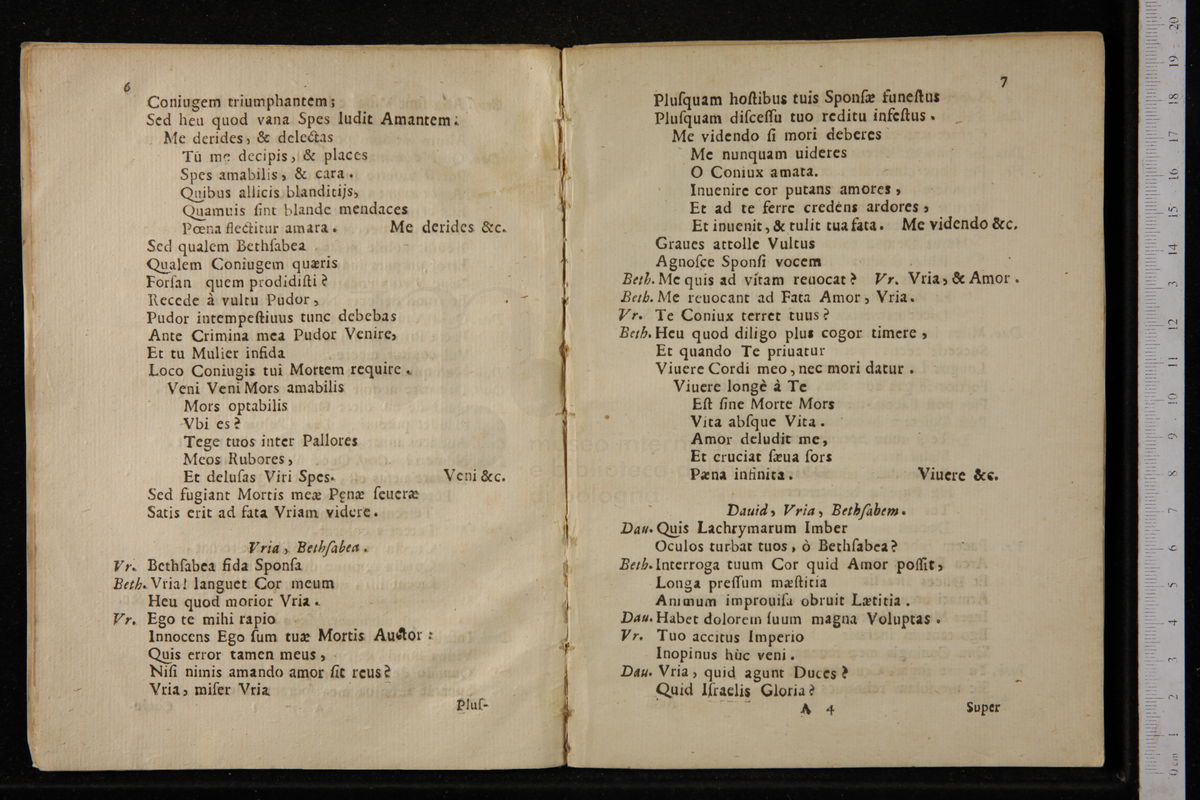 6
Coniugem triumphantem;
Sed heu quod vana Spes ludit Amantem.
Me derides, & delectas
Tù me decipis, & places
Spes amabilis, & cara.
Quibus allicis blanditijs,
Quamuis ſint blande mendaces
Pœna flectitur amara. Me derides &c.
Sed qualem Bethſabea
Qualem Coniugem quæris
Forſan quem prodidiſti?
Recede à vultu Pudor,
Pudor intempeſtiuus tunc debebas
Ante Crimina mea Pudor Venire,
Et tu Mulier infida
Loco Coniugis tui Mortem require.
Veni Veni Mors amabilis
Mors optabilis
Vbi es?
Tege tuos inter Pallores
Meos Rubores,
Et deluſas Viri Spes. Veni &c.
Sed fugiant Mortis meæ Pęnæ ſeueræ
Satis erit ad fata Vriam videre.
Vria, Bethſabea.
Vr. Bethſabea fida Sponſa
Beth. Vria! languet Cor meum
Heu quod morior Vria.
Vr. Ego te mihi rapio
Innocens Ego ſum tuæ Mortis Auctor:
Quis error tamen meus,
Niſi nimis amando amor ſit reus?
Vria, miſer Vria
Pluſ-
7
Pluſquam hoſtibus tuis Sponſæ funeſtus
Pluſquam diſceſſu tuo reditu infeſtus.
Me videndo ſi mori deberes
Me nunquam uideres
O Coniux amata.
Inuenire cor putans amores,
Et ad te ferre credens ardores,
Et inuenit, & tulit tua fata. Me videndo &c.
Graues attolle Vultus
Agnoſce Sponſi vocem
Beth. Me quis ad vitam reuocat? Vr. Vria, & Amor.
Beth. Me reuocant ad Fata Amor, Vria.
Vr. Te Coniux terret tuus?
Beth. Heu quod diligo plus cogor timere,
Et quando Te priuatur
Viuere Cordi meo, nec mori datur.
Viuere longè à Te
Eſt ſine Morte Mors
Vita abſque Vita.
Amor deludit me,
Et cruciat ſæua ſors
Pæna infinita. Viuere &c.
Dauid, Vria, Bethſabem.
Dau. Quis Lachrymarum Imber
Oculos turbat tuos, ò Bethſabea?
Beth. Interroga tuum Cor quid Amor poſſit,
Longa preſſum mæſtitia
Animum improuiſa obruit Lætitia.
Dau. Habet dolorem ſuum magna Voluptas.
Vr. Tuo accitus Imperio
Inopinus hùc veni.
Dau. Vria, quid agunt Duces?
Quid Iſraelis Gloria?
A 4 Super